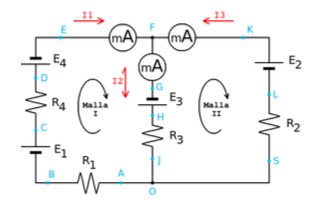 I1
I3
E
F
K
mA
mA
mA
I2
E4
E2
D
G
L
R4
Malla
I
E3
Malla
II
H
R2
C
R3
E1
R1
J
S
B
A
O